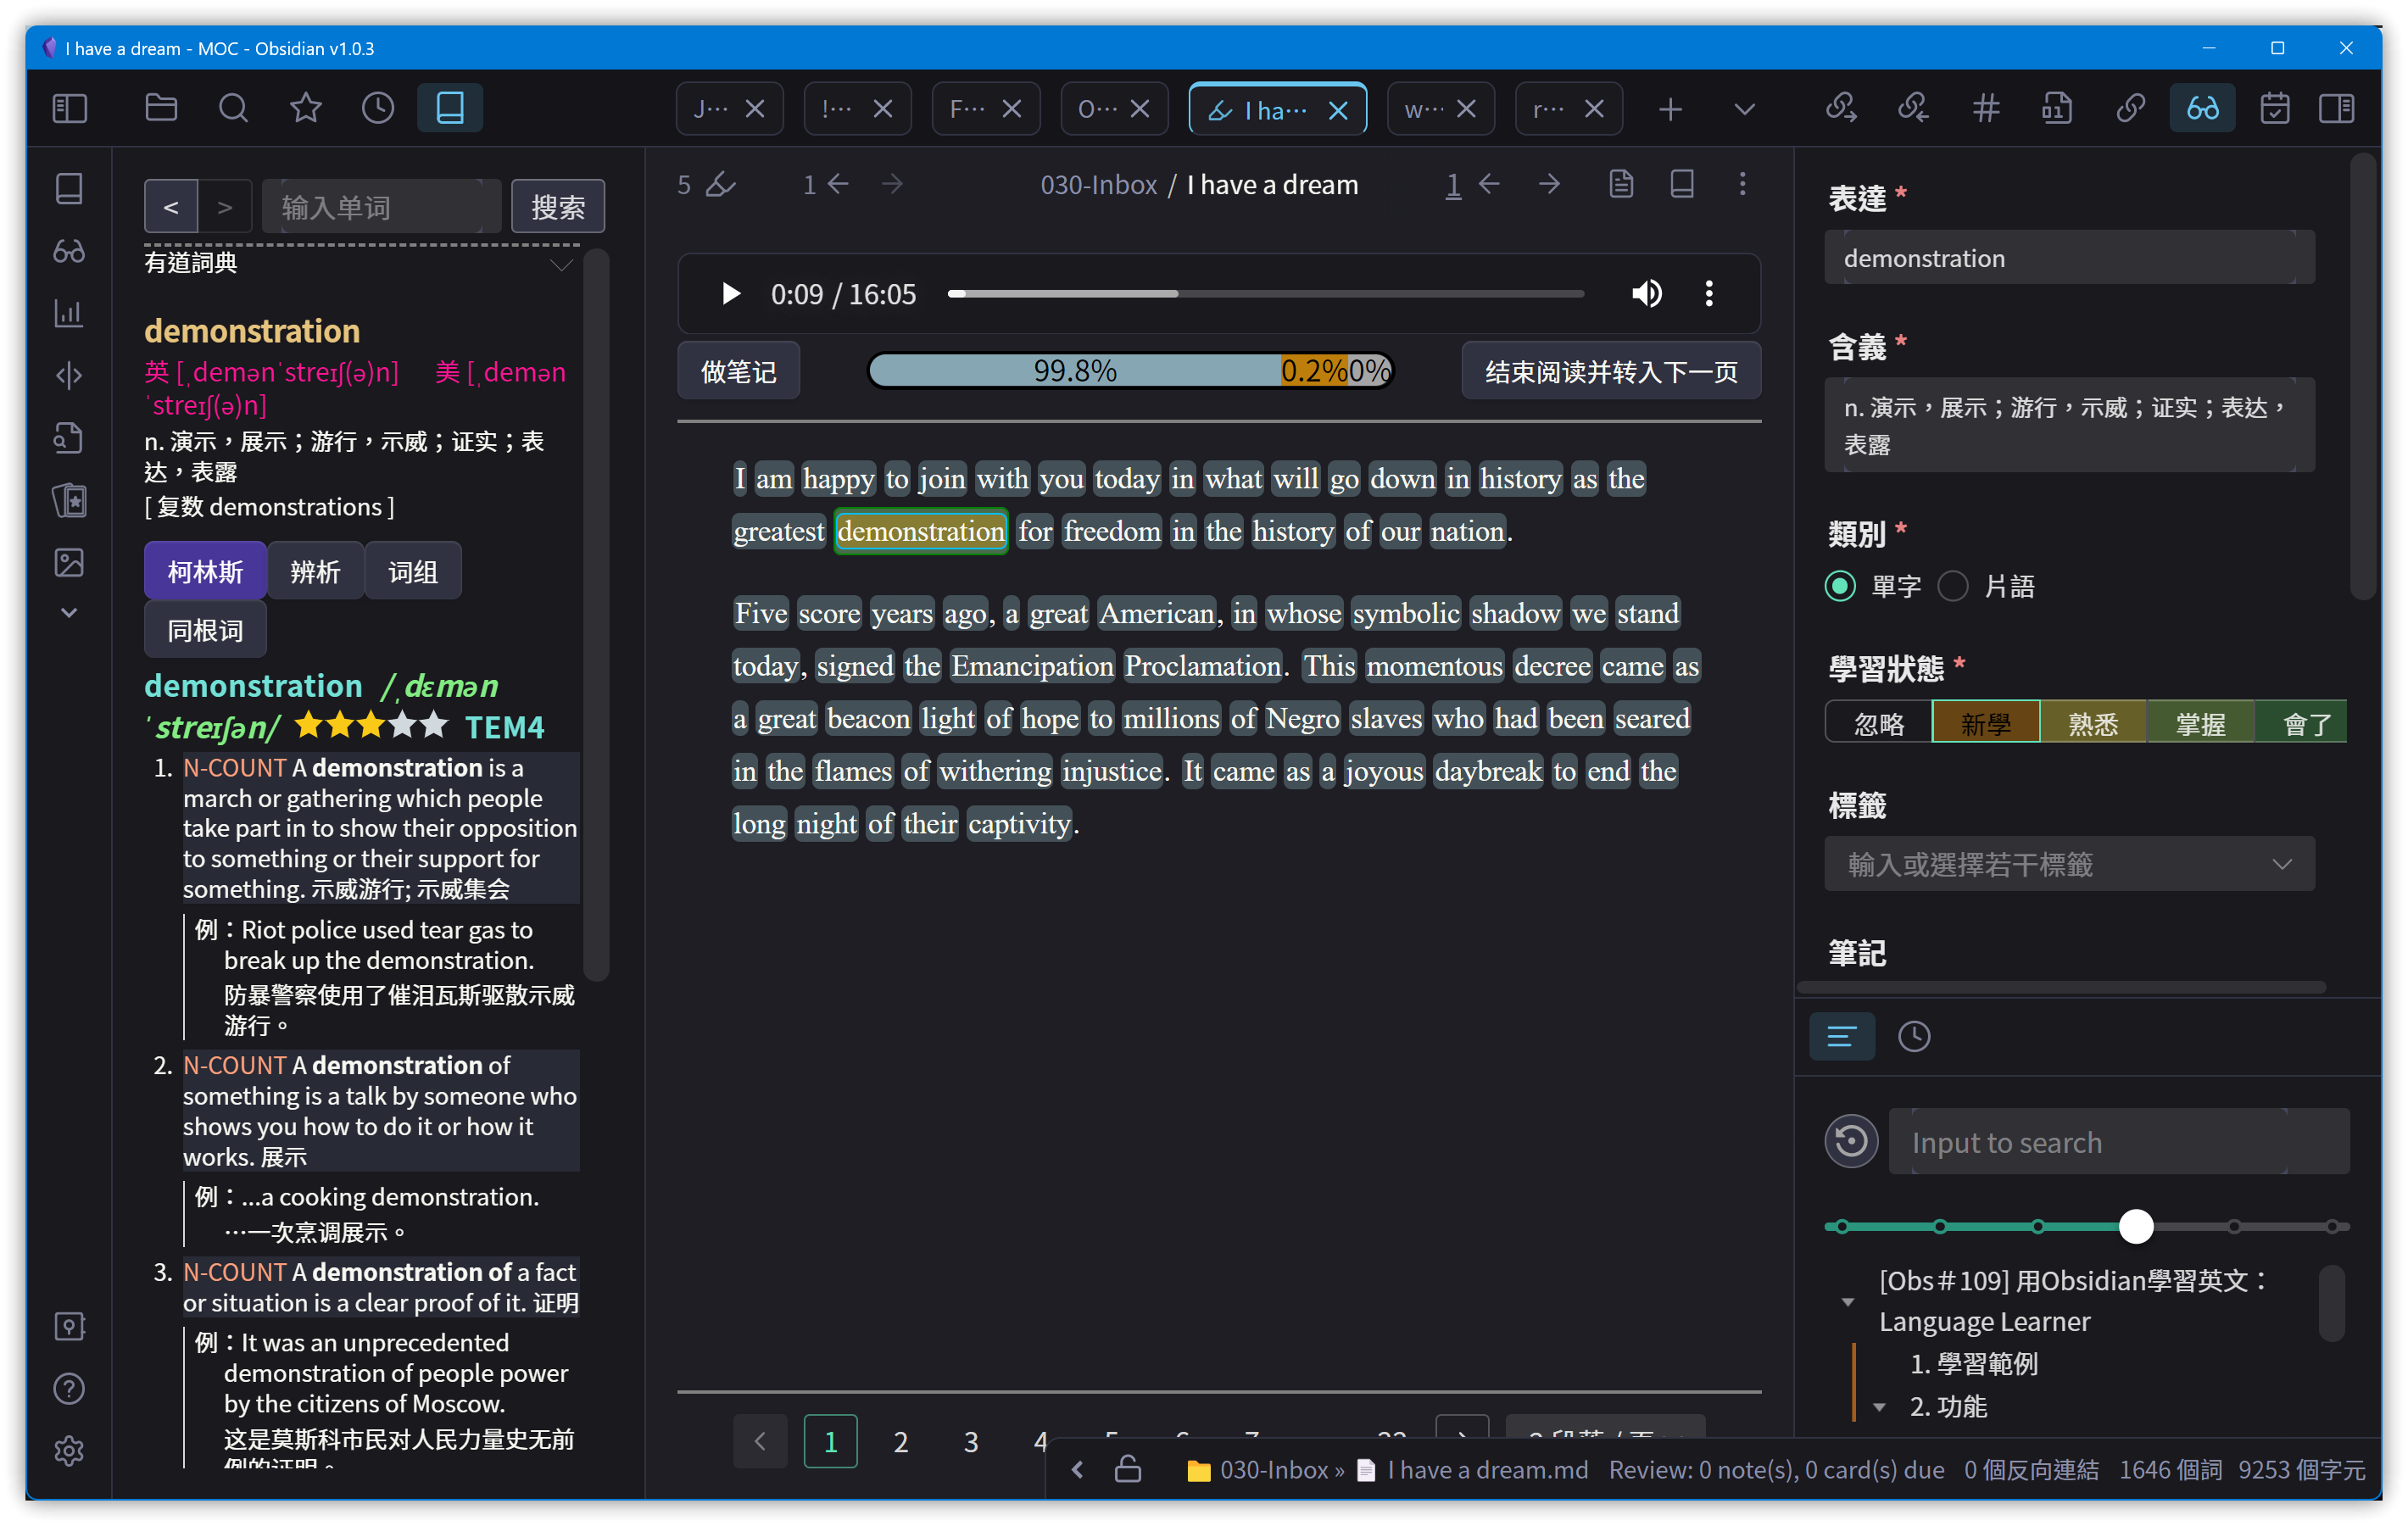 I have a dream - MOC - Obsidian v1.0.3
J···
!···
F···
O···
I ha···
w···
r···
< > 输入单词 搜索
有道詞典
demonstration
英 [ˌdemənˈstreɪʃ(ə)n] 美 [ˌdemən
ˈstreɪʃ(ə)n]
n. 演示，展示；游行，示威；证实；表
达，表露
[ 复数 demonstrations ]
柯林斯 辨析 词组
同根词
demonstration /ˌdɛmən
ˈstreɪʃən/ TEM4
1. N-COUNT A demonstration is a
march or gathering which people
take part in to show their opposition
to something or their support for
something. 示威游行; 示威集会
例：Riot police used tear gas to
break up the demonstration.
防暴警察使用了催泪瓦斯驱散示威
游行。
2. N-COUNT A demonstration of
something is a talk by someone who
shows you how to do it or how it
works. 展示
例：...a cooking demonstration.
…一次烹调展示。
3. N-COUNT A demonstration of a fact
or situation is a clear proof of it. 证明
例：It was an unprecedented
demonstration of people power
by the citizens of Moscow.
这是莫斯科市民对人民力量史无前
例的证明。
5 1 030-Inbox / I have a dream 1
0:09 / 16:05
做笔记 99.8% 0.2% 0% 结束阅读并转入下一页
I am happy to join with you today in what will go down in history as the
greatest demonstration for freedom in the history of our nation.
Five score years ago, a great American, in whose symbolic shadow we stand
today, signed the Emancipation Proclamation. This momentous decree came as
a great beacon light of hope to millions of Negro slaves who had been seared
in the flames of withering injustice. It came as a joyous daybreak to end the
long night of their captivity.
1 2 3 4 5 6 7
表達 *
demonstration
含義 *
n. 演示，展示；游行，示威；证实；表达，
表露
類別 *
單字 片語
學習狀態 *
忽略 新學 熟悉 掌握 會了
標籤
輸入或選擇若干標籤
筆記
Input to search
[Obs＃109] 用Obsidian學習英文：
Language Learner
1. 學習範例
2. 功能
030-Inbox » I have a dream.md Review: 0 note(s), 0 card(s) due 0 個反向連結 1646 個詞 9253 個字元